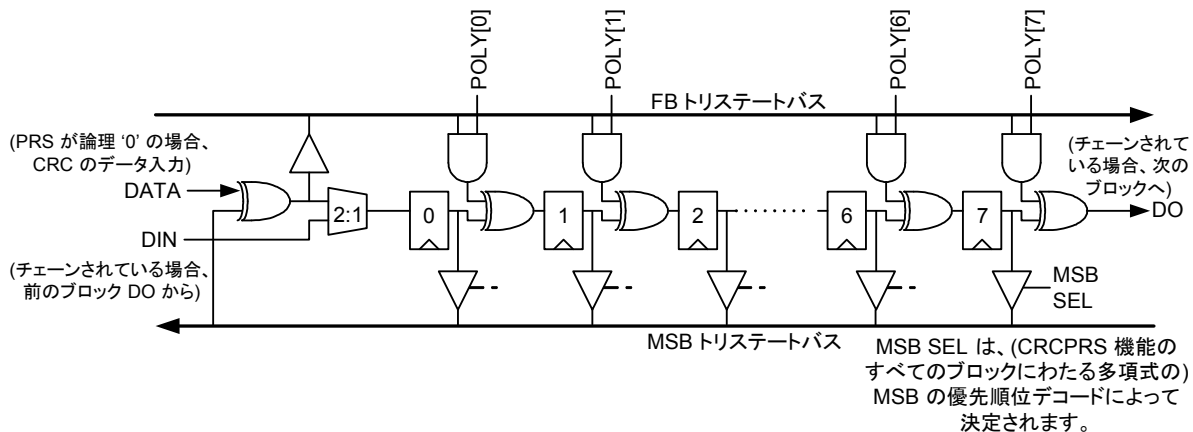 POLY[0]
POLY[1]
POLY[6]
POLY[7]
FB トリステートバス
(PRS が論理 ‘0’ の場合、
CRC のデータ入力)
DATA
DIN
(チェーンされている場合、
前のブロック DO から)
2:1
0
1
2
6
7
(チェーンされて
いる場合、次の
ブロックへ)
DO
MSB
SEL
MSB トリステートバス
MSB SEL は、(CRCPRS 機能の
すべてのブロックにわたる多項式の)
MSB の優先順位デコードによって
決定されます。